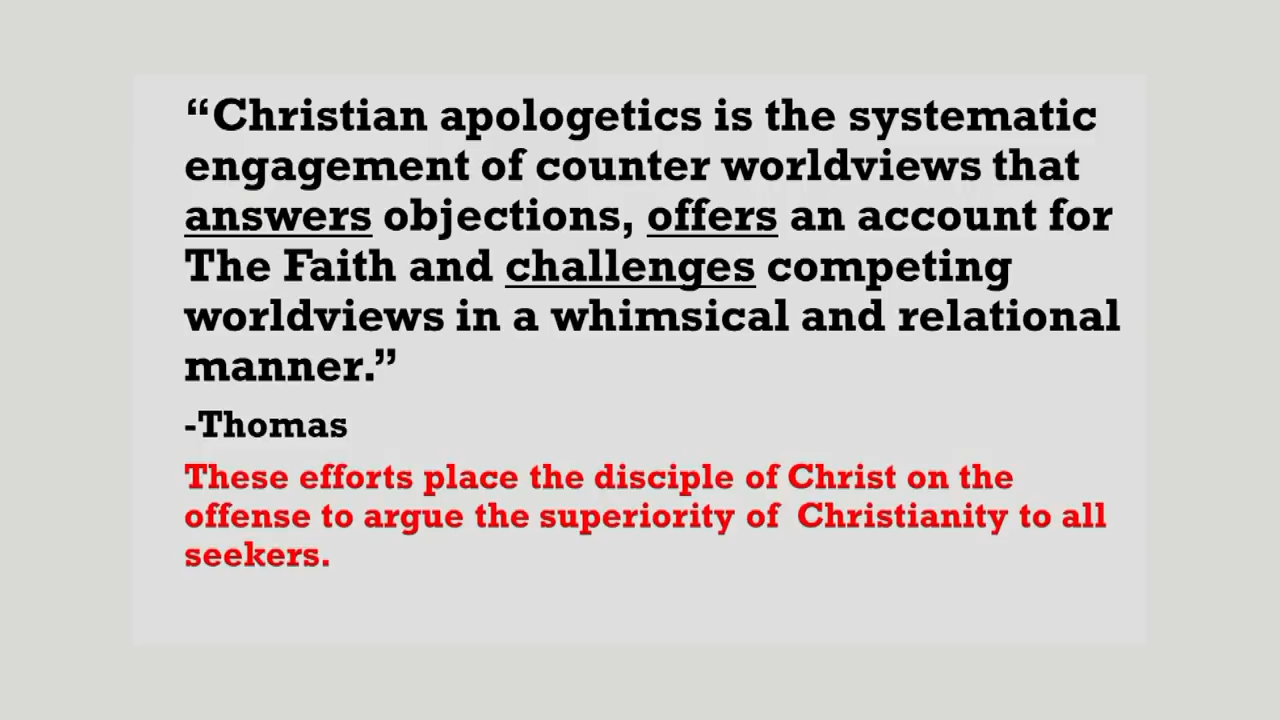 “Christian apologetics is the systematic
engagement of counter worldviews that
answers objections, offers an account for
The Faith and challenges competing
worldviews in a whimsical and relational
manner.”
-Thomas
These efforts place the disciple of Christ on the
offense to argue the superiority of  Christianity to all
seekers.